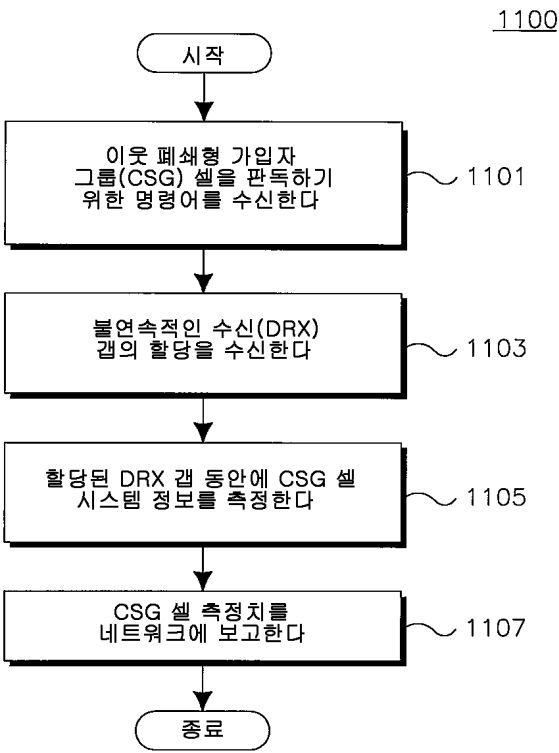 1100
시작
이웃 폐쇄형 가입자
그룹(CSG) 셀을 판독하기
위한 명령어를 수신한다
1101
불연속적인 수신(DRX)
갭의 할당을 수신한다
1103
할당된 DRX 갭 동안에 CSG 셀
시스템 정보를 측정한다
1105
CSG 셀 측정치를
네트워크에 보고한다
1107
종료